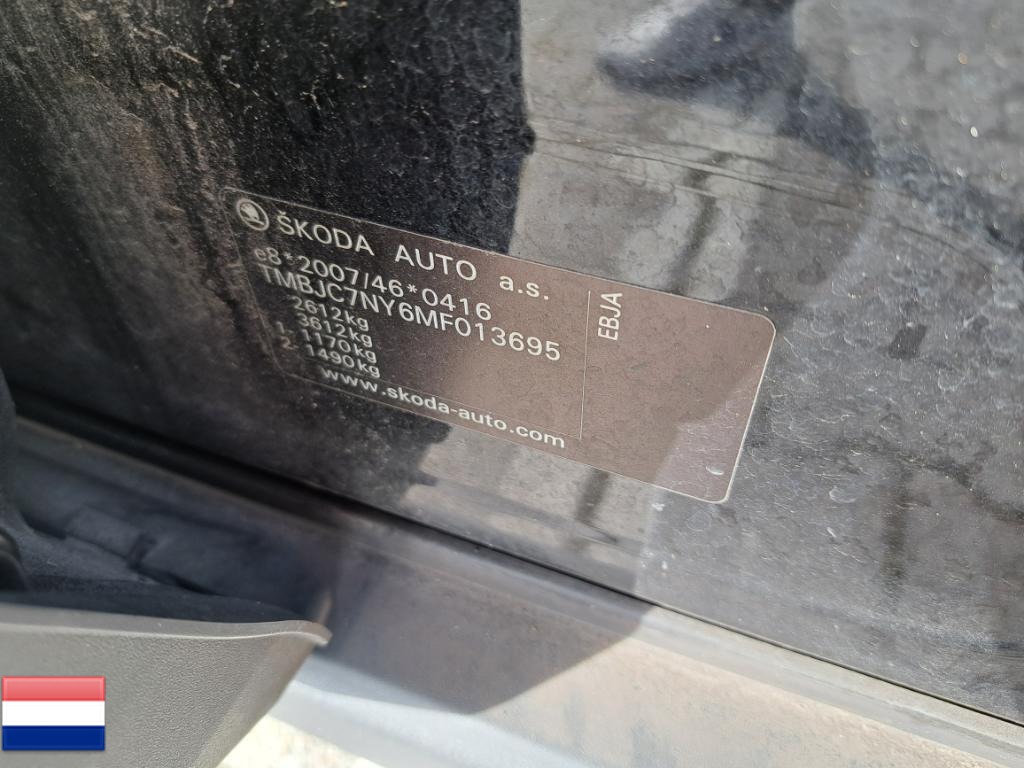 ŠKODA AUTO a.s.
e8*2007/46*0416
TMBJC7NY6MF013695
2612kg
3612kg
1- 1170kg
2- 1490kg
www.skoda-auto.com
EBJA